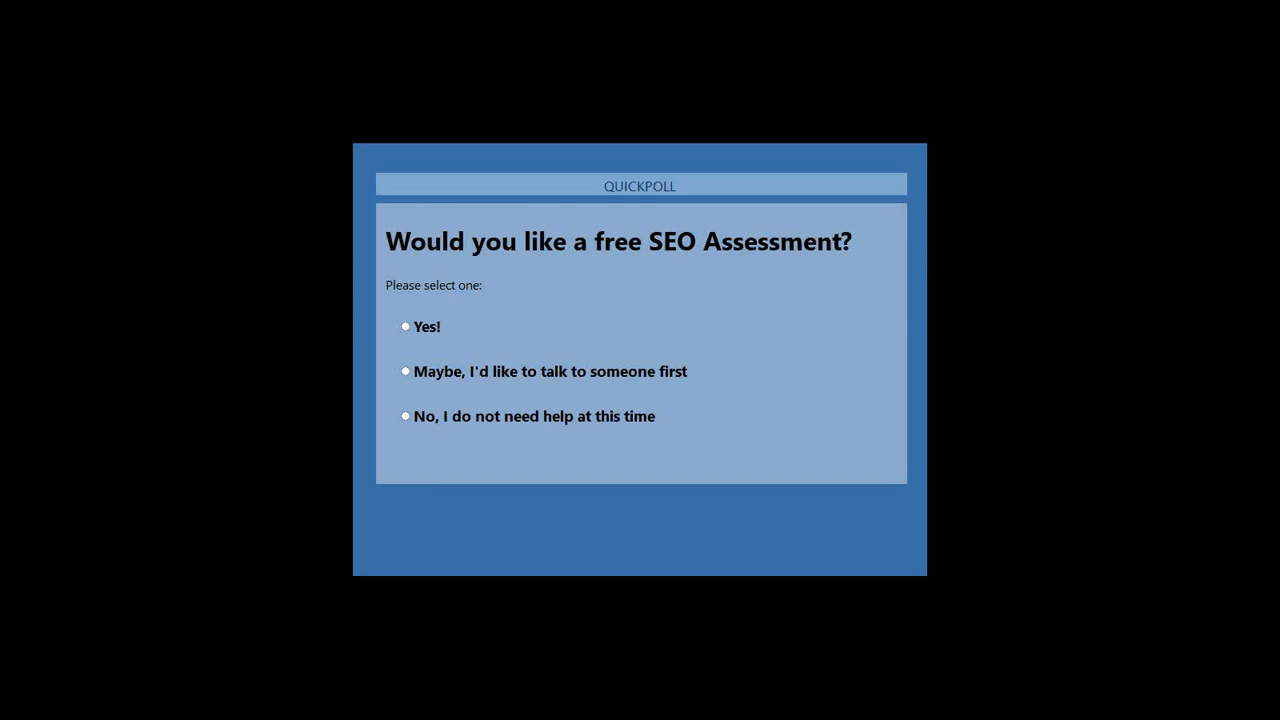 QUICKPOLL
Would you like a free SEO Assessment?
Please select one:
Yes!
Maybe, I'd like to talk to someone first
No, I do not need help at this time